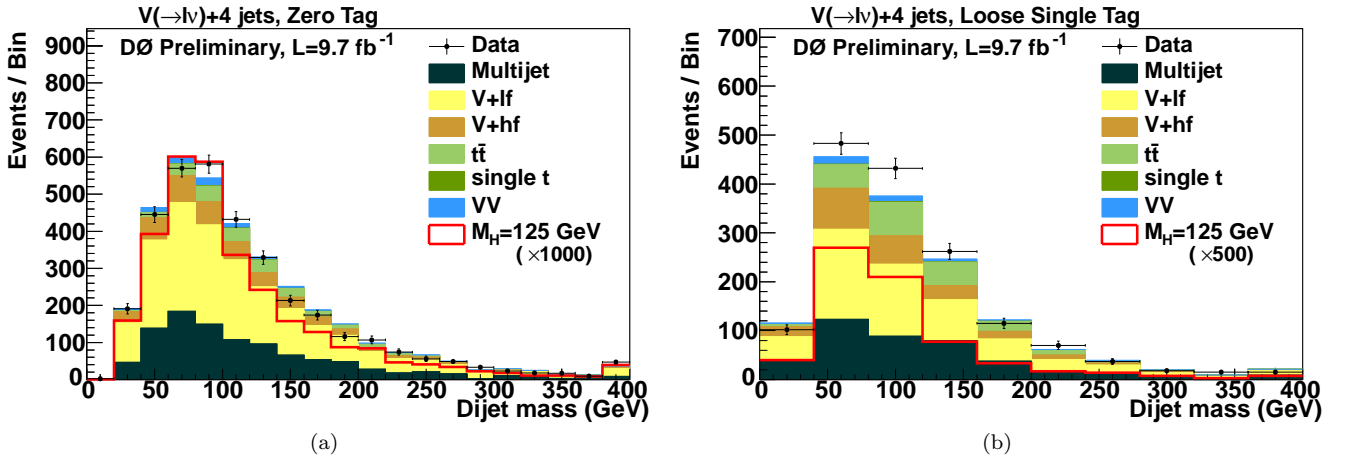 V(→lν)+4 jets, Zero Tag
DØ Preliminary, L=9.7 fb⁻¹
Events / Bin
900
800
700
600
500
400
300
200
100
0
Data
Multijet
V+lf
V+hf
tt̄
single t
VV
M_H=125 GeV
(×1000)
0 50 100 150 200 250 300 350 400
Dijet mass (GeV)
(a)
V(→lν)+4 jets, Loose Single Tag
DØ Preliminary, L=9.7 fb⁻¹
Events / Bin
700
600
500
400
300
200
100
0
Data
Multijet
V+lf
V+hf
tt̄
single t
VV
M_H=125 GeV
(×500)
0 50 100 150 200 250 300 350 400
Dijet mass (GeV)
(b)